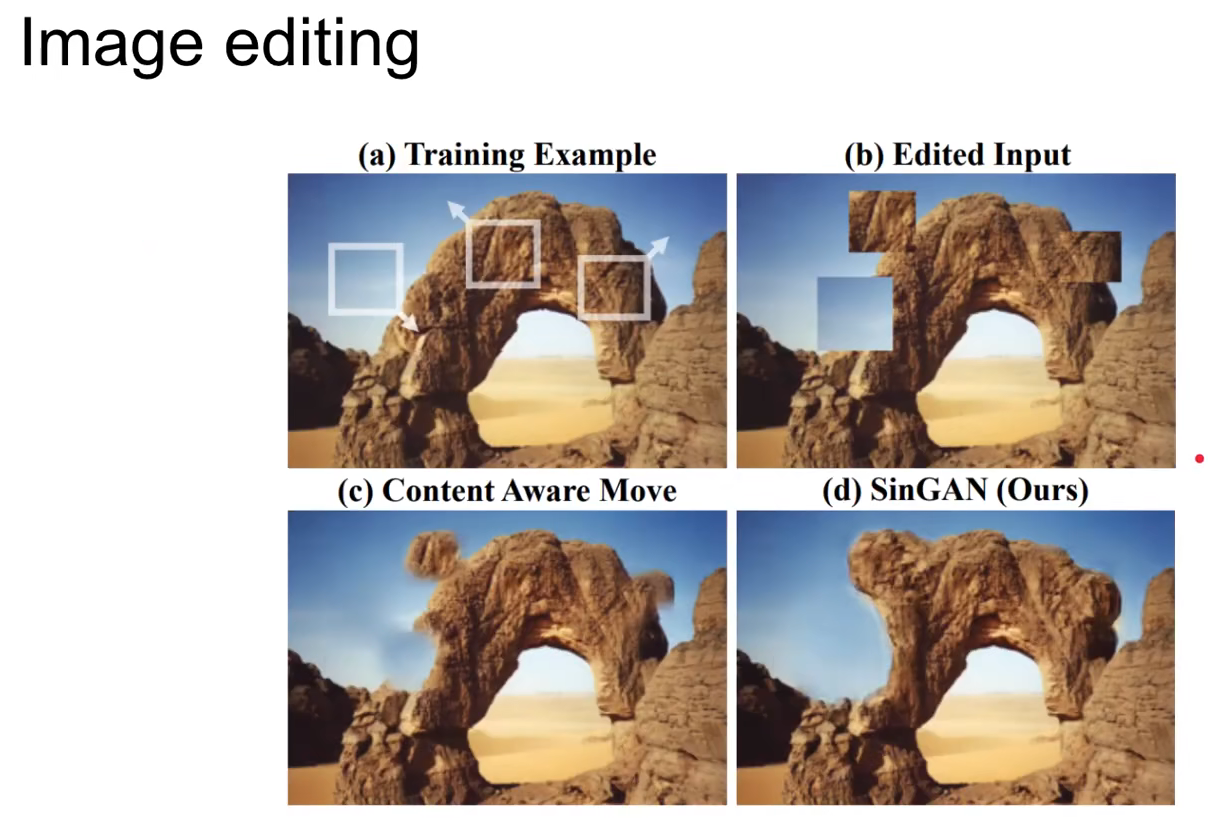 Image editing
(a) Training Example
(b) Edited Input
(c) Content Aware Move
(d) SinGAN (Ours)